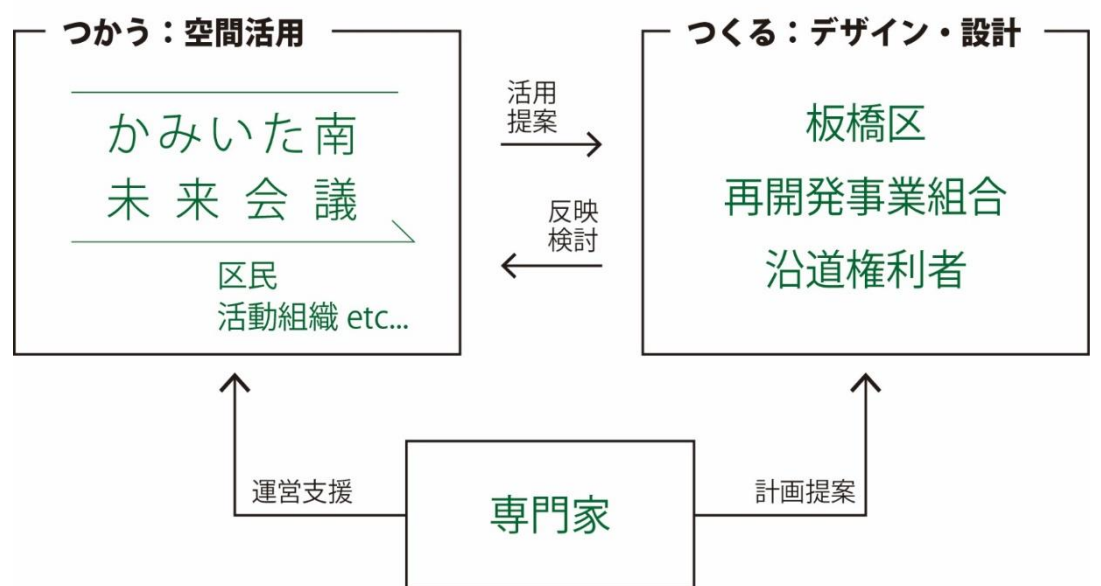 つかう：空間活用
かみいた南
未来会議
区民
活動組織 etc...
活用
提案
反映
検討
つくる：デザイン・設計
板橋区
再開発事業組合
沿道権利者
運営支援
専門家
計画提案